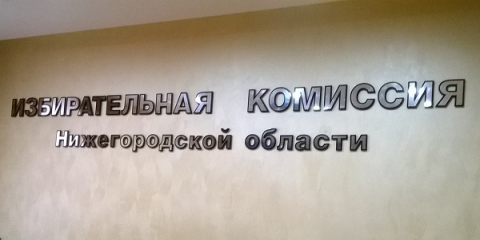 ИЗБИРАТЕЛЬНАЯ КОМИССИЯ
Нижегородской области